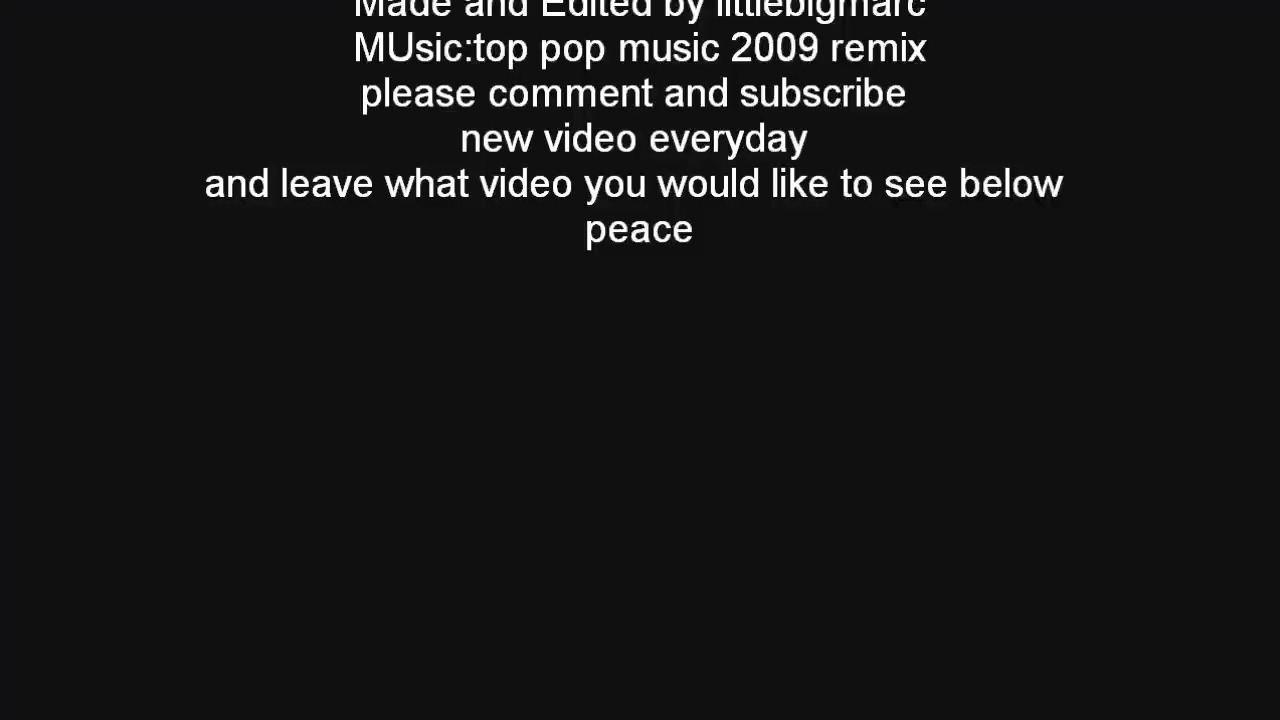 Made and Edited by littlebigmarc
MUsic:top pop music 2009 remix
please comment and subscribe
new video everyday
and leave what video you would like to see below
peace